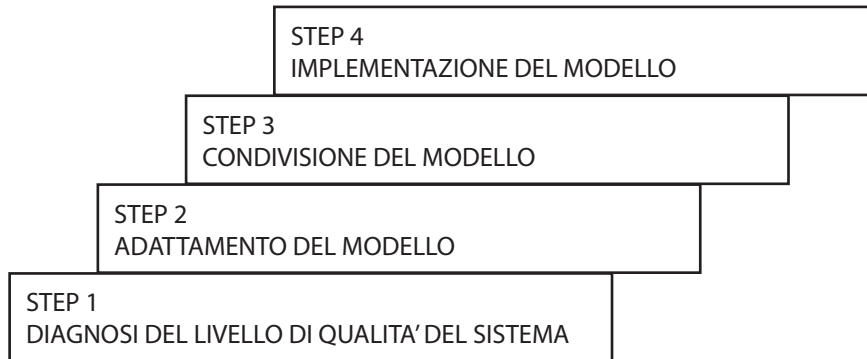 STEP 4
IMPLEMENTAZIONE DEL MODELLO
STEP 3
CONDIVISIONE DEL MODELLO
STEP 2
ADATTAMENTO DEL MODELLO
STEP 1
DIAGNOSI DEL LIVELLO DI QUALITA’ DEL SISTEMA